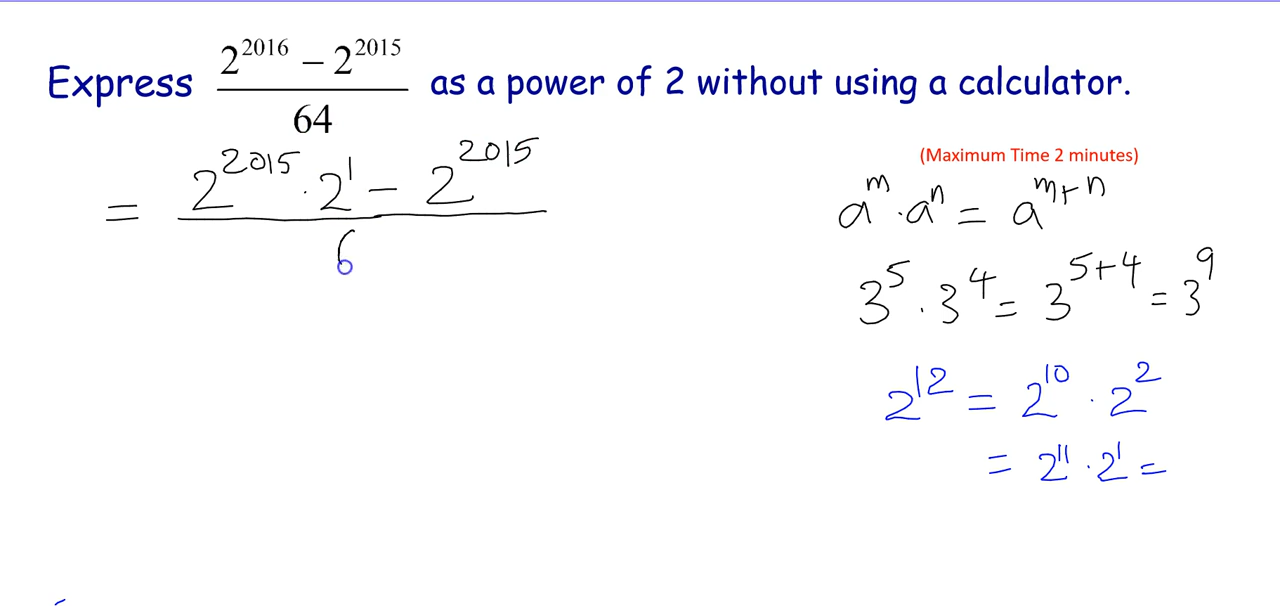 Express (2^2016 − 2^2015)/64 as a power of 2 without using a calculator.
(Maximum Time 2 minutes)
= (2^2015 · 2^1 − 2^2015)/6
a^m · a^n = a^(m+n)
3^5 · 3^4 = 3^(5+4) = 3^9
2^12 = 2^10 · 2^2
= 2^11 · 2^1 =